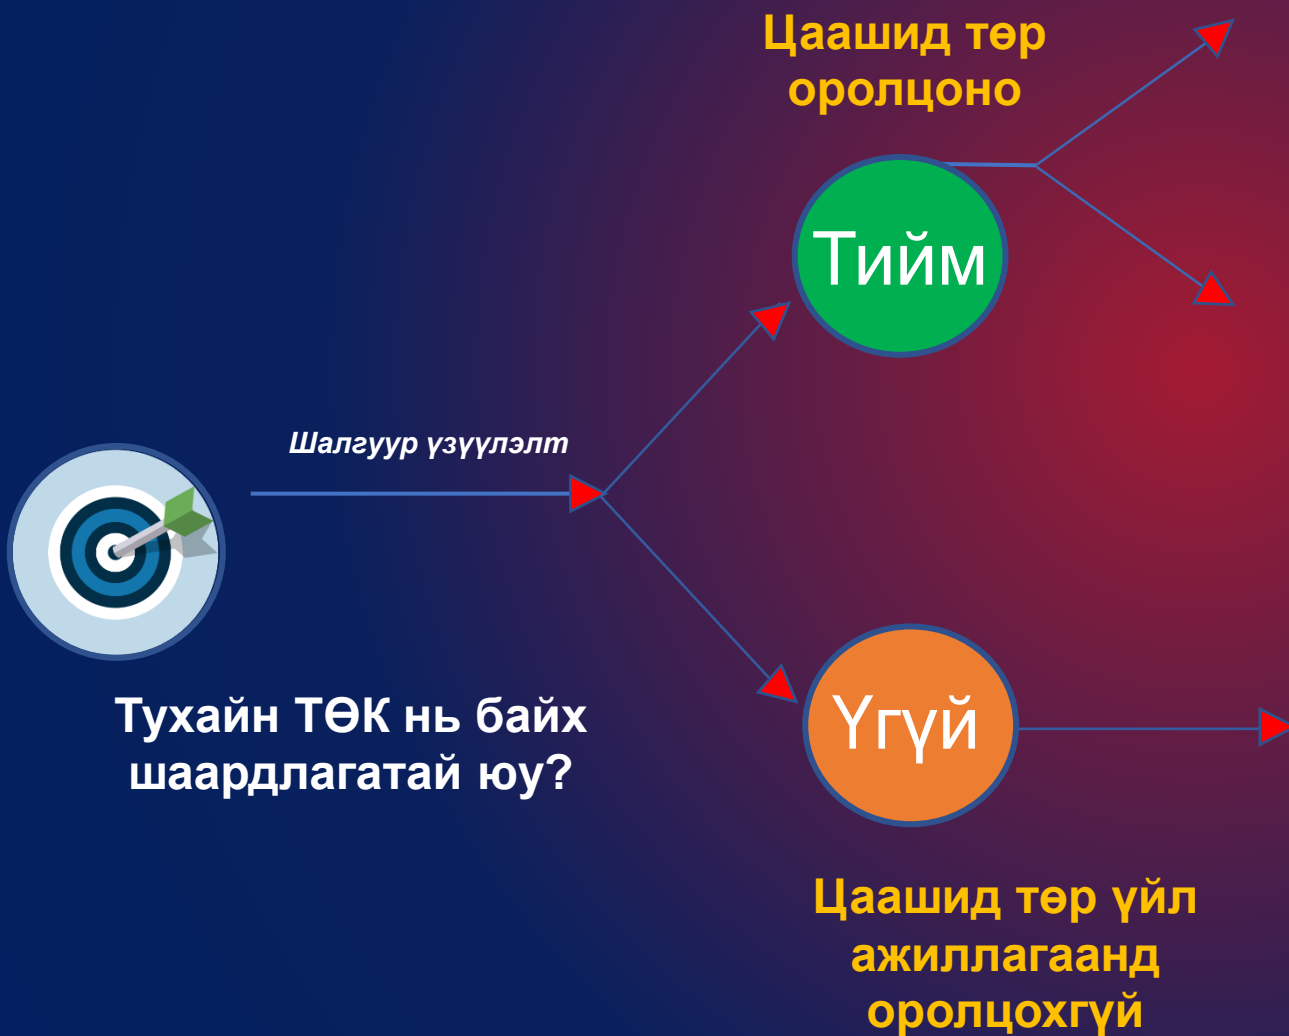 Цаашид төр
оролцоно
Тийм
Шалгуур үзүүлэлт
Тухайн ТӨК нь байх
шаардлагатай юу?
Үгүй
Цаашид төр үйл
ажиллагаанд
оролцохгүй